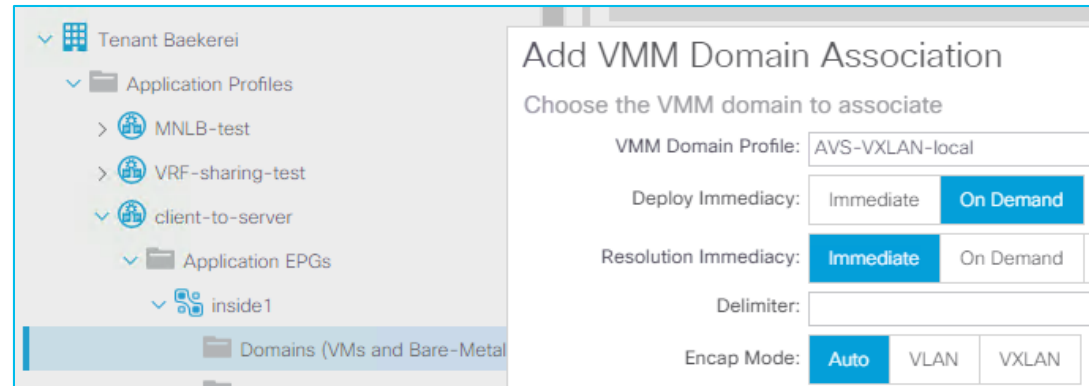 Tenant Baekerei
Application Profiles
MNLB-test
VRF-sharing-test
client-to-server
Application EPGs
inside1
Domains (VMs and Bare-Metal
Add VMM Domain Association
Choose the VMM domain to associate
VMM Domain Profile: AVS-VXLAN-local
Deploy Immediacy: Immediate On Demand
Resolution Immediacy: Immediate On Demand
Delimiter:
Encap Mode: Auto VLAN VXLAN